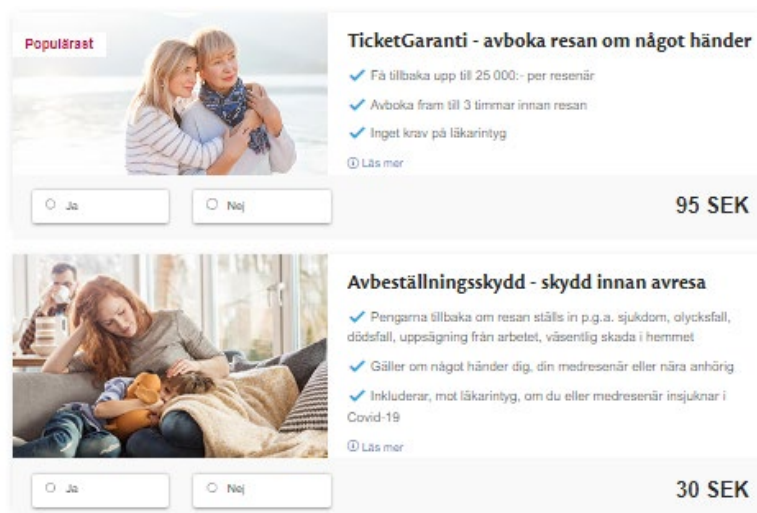 Populärast
TicketGaranti - avboka resan om något händer
Få tillbaka upp till 25 000:- per resenär
Avboka fram till 3 timmar innan resan
Inget krav på läkarintyg
Läs mer
Ja
Nej
95 SEK
Avbeställningsskydd - skydd innan avresa
Pengarna tillbaka om resan ställs in p.g.a. sjukdom, olycksfall,
dödsfall, uppsägning från arbetet, väsentlig skada i hemmet
Gäller om något händer dig, din medresenär eller nära anhörig
Inkluderar, mot läkarintyg, om du eller medresenär insjuknar i
Covid-19
Läs mer
Ja
Nej
30 SEK